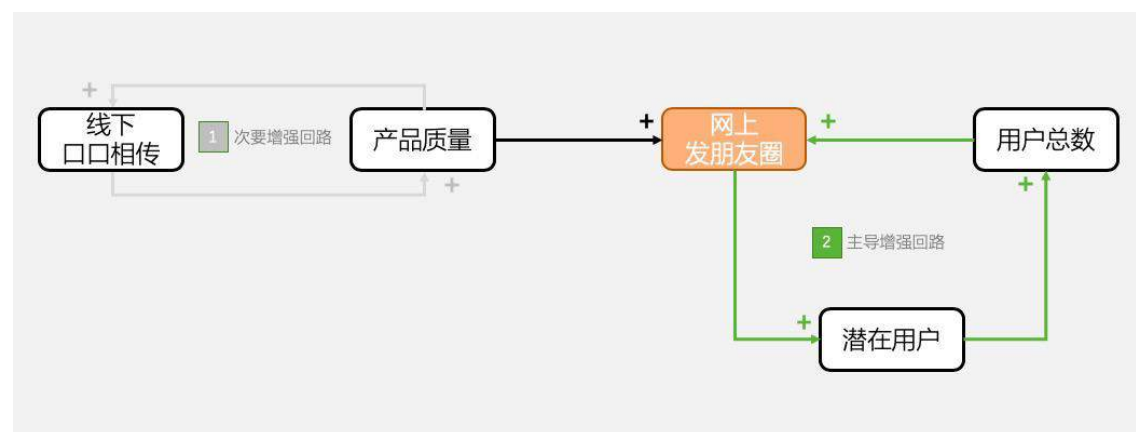 +
线下
口口相传
1 次要增强回路
产品质量
+
+
网上
发朋友圈
+
用户总数
+
2 主导增强回路
+
潜在用户